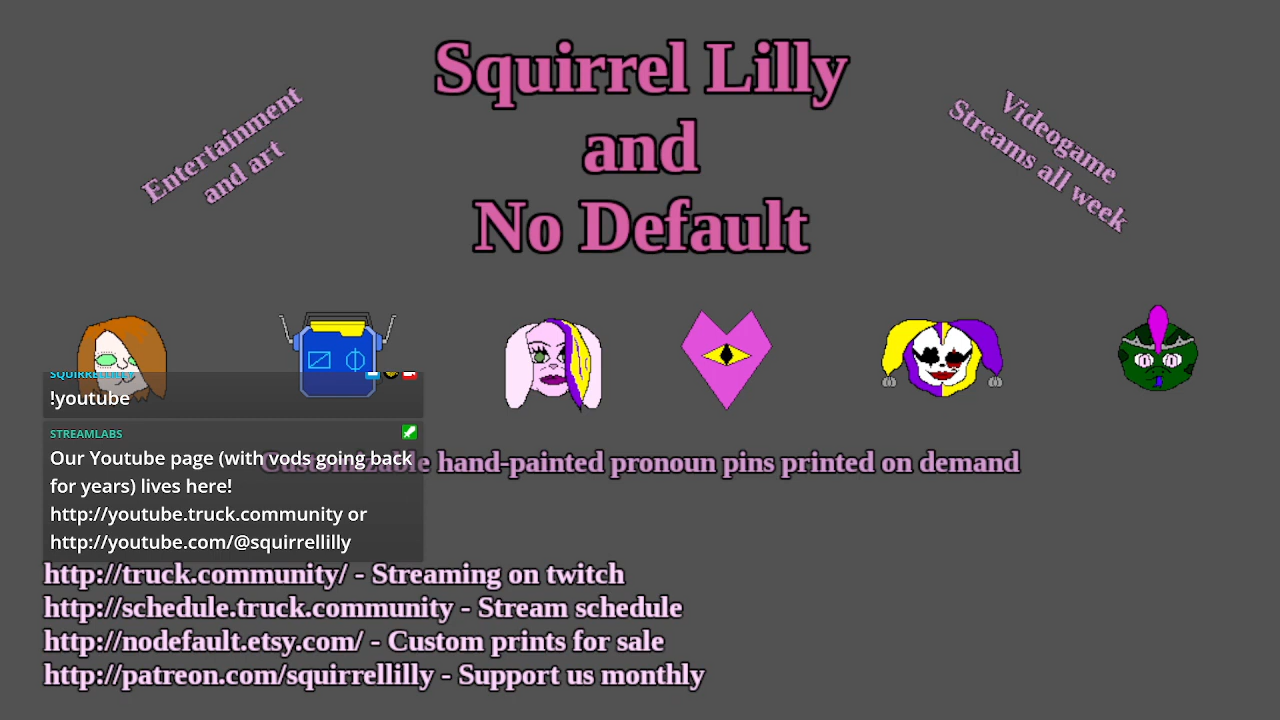 Squirrel Lilly
and
No Default
Entertainment
and art
Videogame
Streams all week
SQUIRRELLILLY
!youtube
STREAMLABS
Our Youtube page (with vods going back
for years) lives here!
http://youtube.truck.community or
http://youtube.com/@squirrellilly
Customizable hand-painted pronoun pins printed on demand
http://truck.community/ - Streaming on twitch
http://schedule.truck.community - Stream schedule
http://nodefault.etsy.com/ - Custom prints for sale
http://patreon.com/squirrellilly - Support us monthly